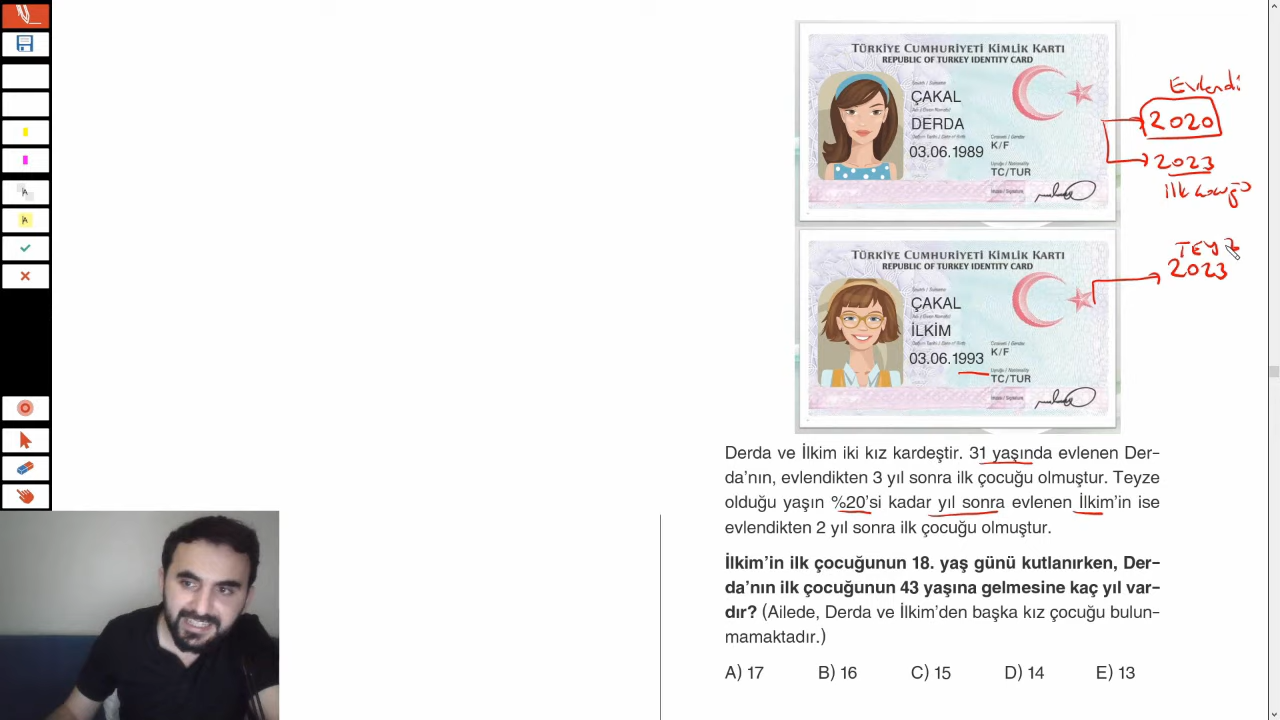 TÜRKİYE CUMHURİYETİ KİMLİK KARTI
REPUBLIC OF TURKEY IDENTITY CARD
ÇAKAL
DERDA
03.06.1989
K/F
TC/TUR
Evlendi
2020
2023
TÜRKİYE CUMHURİYETİ KİMLİK KARTI
REPUBLIC OF TURKEY IDENTITY CARD
ÇAKAL
İLKİM
03.06.1993
K/F
TC/TUR
TEYZ
2023
Derda ve İlkim iki kız kardeştir. 31 yaşında evlenen Der–
da’nın, evlendikten 3 yıl sonra ilk çocuğu olmuştur. Teyze
olduğu yaşın %20’si kadar yıl sonra evlenen İlkim’in ise
evlendikten 2 yıl sonra ilk çocuğu olmuştur.
İlkim’in ilk çocuğunun 18. yaş günü kutlanırken, Der–
da’nın ilk çocuğunun 43 yaşına gelmesine kaç yıl var–
dır? (Ailede, Derda ve İlkim’den başka kız çocuğu bulun–
mamaktadır.)
A) 17 B) 16 C) 15 D) 14 E) 13